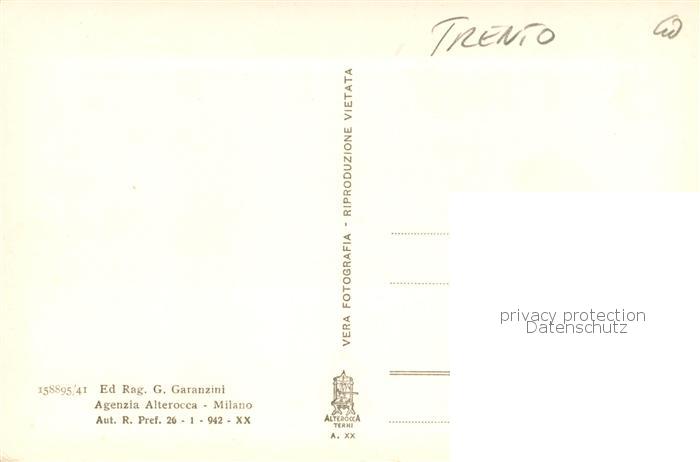 TRENTO
VERA FOTOGRAFIA - RIPRODUZIONE VIETATA
privacy protection
Datenschutz
158895/41 Ed Rag. G. Garanzini
Agenzia Alterocca - Milano
Aut. R. Pref. 26 - 1 - 942 - XX
ALTEROCCA
TERNI
A. XX